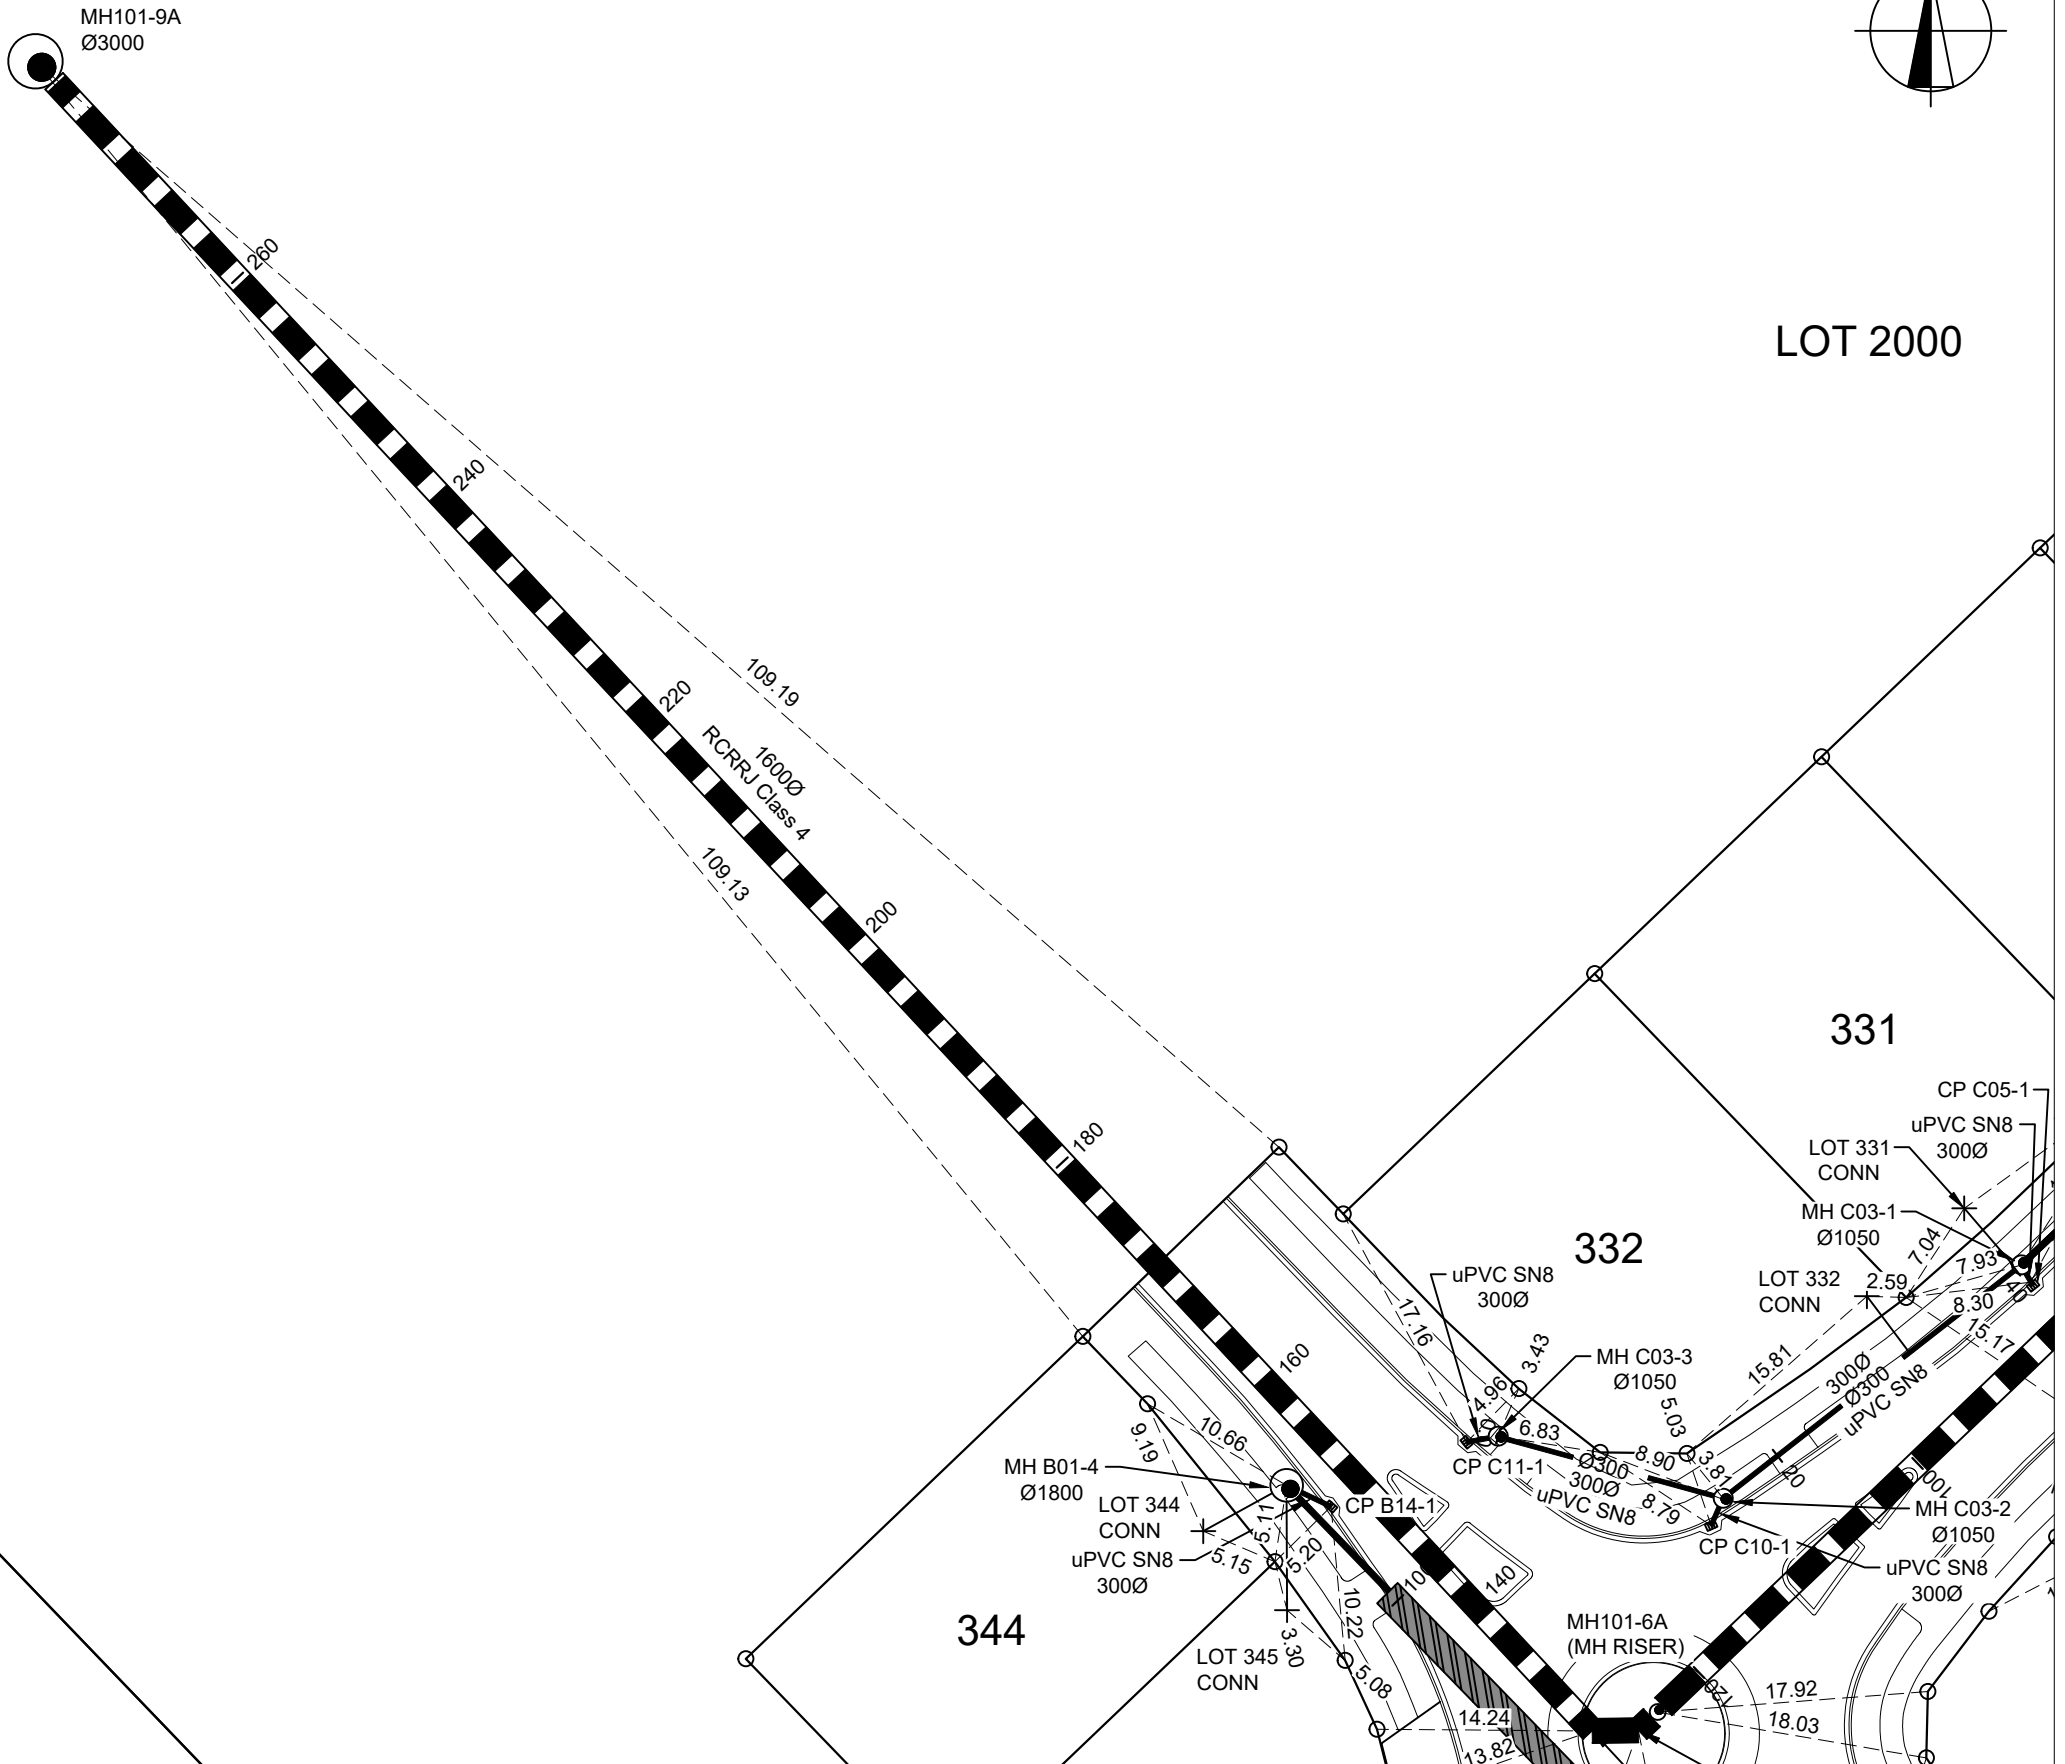 MH101-9A
Ø3000
260
LOT 2000
240
109.19
220
1600Ø
RCRRJ Class 4
109.13
200
331
180
CP C05-1
uPVC SN8
300Ø
LOT 331
CONN
MH C03-1
Ø1050
7.04
7.93
332
LOT 332
CONN
2.59
8.30
15.17
uPVC SN8
300Ø
17.16
3.43
160
MH C03-3
Ø1050
15.81
300Ø
Ø300
uPVC SN8
4.96
5.03
6.83
10.66
9.19
MH B01-4
Ø1800
CP C11-1
Ø300
300Ø
uPVC SN8
8.90
3.81
8.79
20
100
MH C03-2
Ø1050
LOT 344
CONN
CP B14-1
5.11
5.20
5.15
uPVC SN8
300Ø
CP C10-1
uPVC SN8
300Ø
10
140
10.22
344
MH101-6A
(MH RISER)
LOT 345
CONN
3.30
5.08
120
17.92
18.03
14.24
13.82